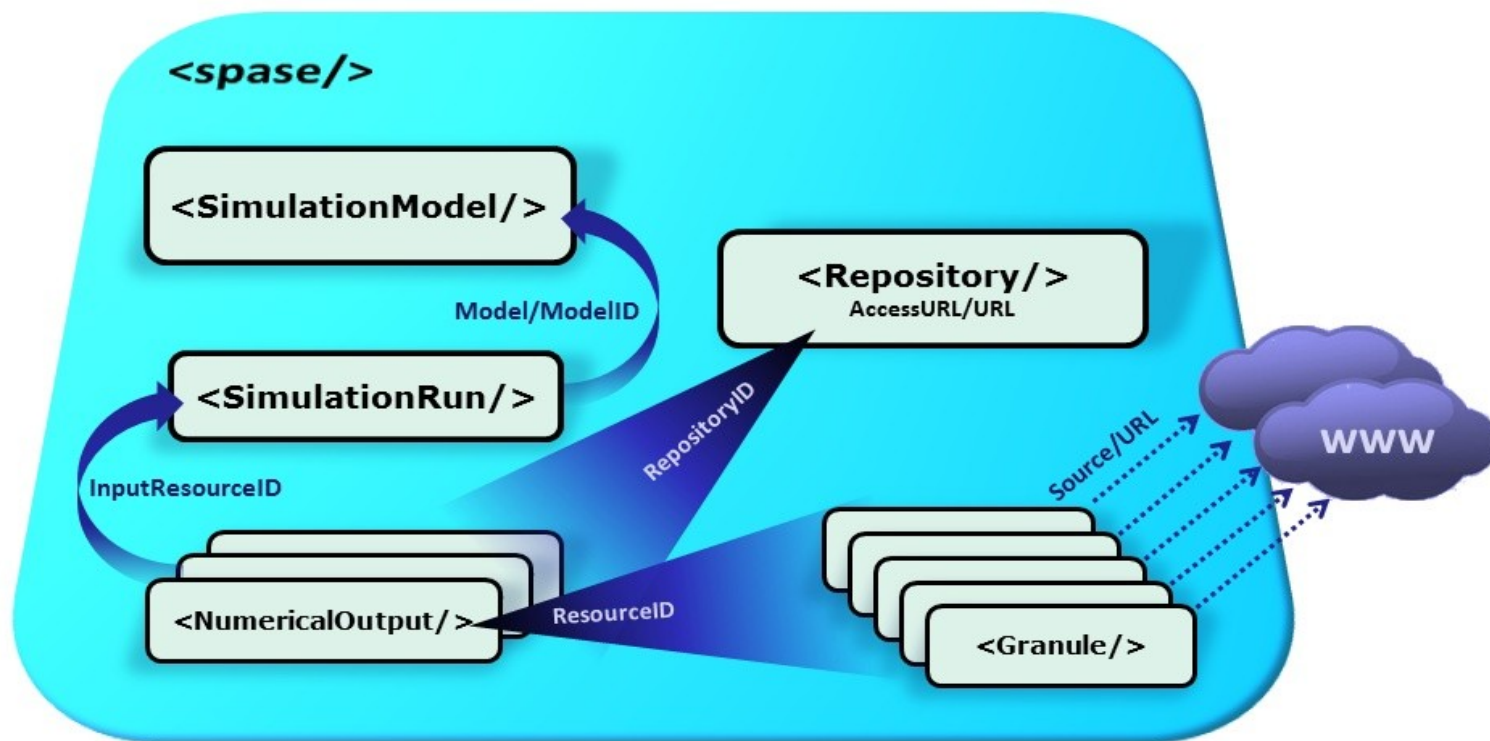 <spase/>
<SimulationModel/>
<Repository/>
AccessURL/URL
Model/ModelID
<SimulationRun/>
RepositoryID
Source/URL
WWW
InputResourceID
<NumericalOutput/>
ResourceID
<Granule/>